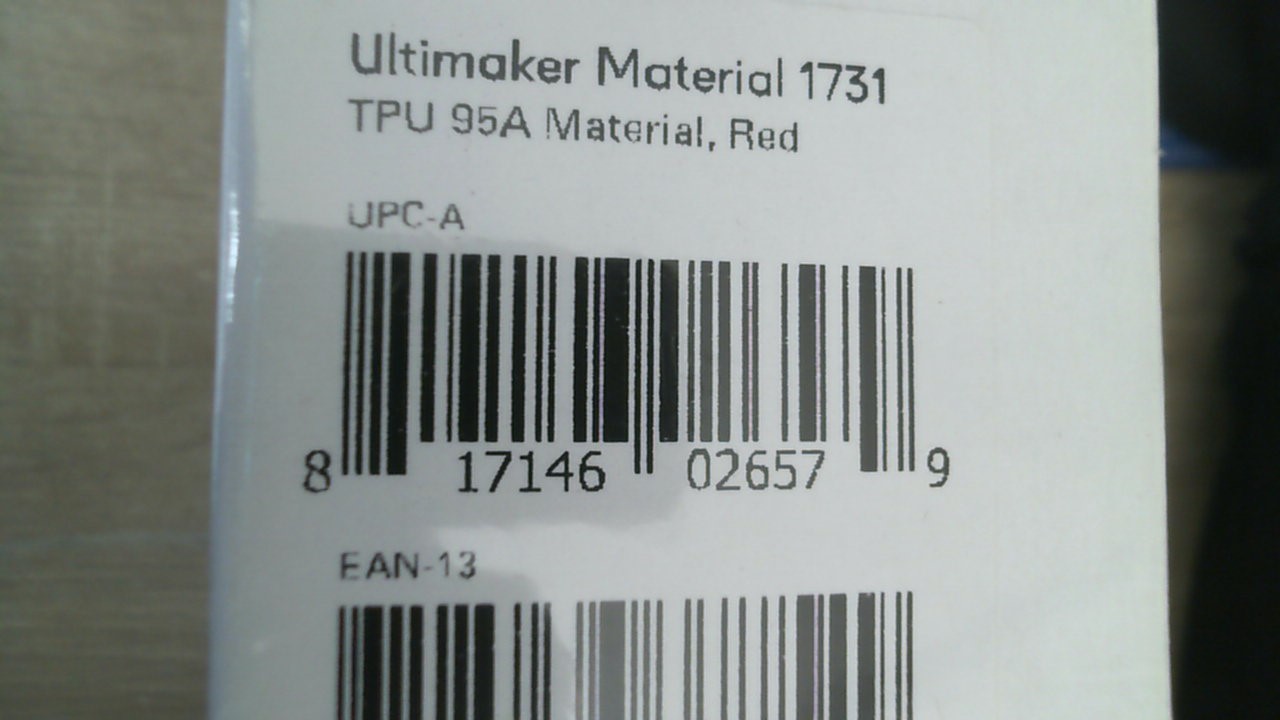 Ultimaker Material 1731
TPU 95A Material, Red
UPC-A
8 17146 02657 9
EAN-13